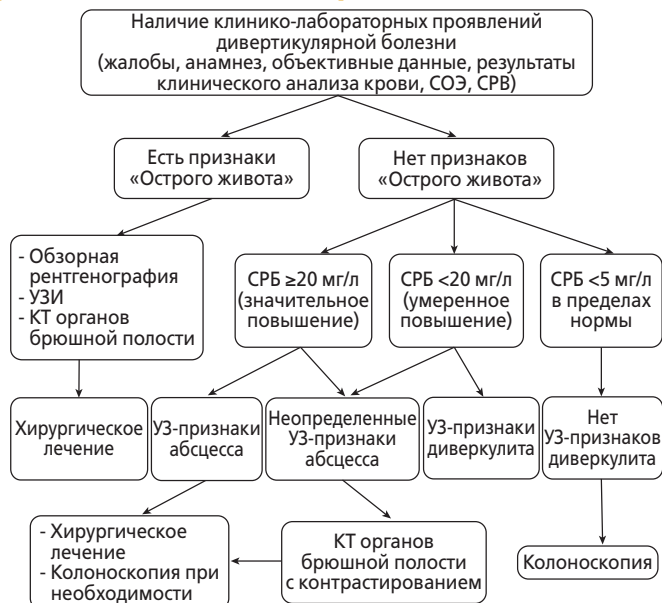 Наличие клинико-лабораторных проявлений
дивертикулярной болезни
(жалобы, анамнез, объективные данные, результаты
клинического анализа крови, СОЭ, СРВ)
Есть признаки
«Острого живота»
Нет признаков
«Острого живота»
- Обзорная
рентгенография
- УЗИ
- КТ органов
брюшной полости
СРБ ≥20 мг/л
(значительное
повышение)
СРБ <20 мг/л
(умеренное
повышение)
СРБ <5 мг/л
в пределах
нормы
Хирургическое
лечение
УЗ-признаки
абсцесса
Неопределенные
УЗ-признаки
абсцесса
УЗ-признаки
диверкулита
Нет
УЗ-признаков
диверкулита
- Хирургическое
лечение
- Колоноскопия при
необходимости
КТ органов
брюшной полости
с контрастированием
Колоноскопия